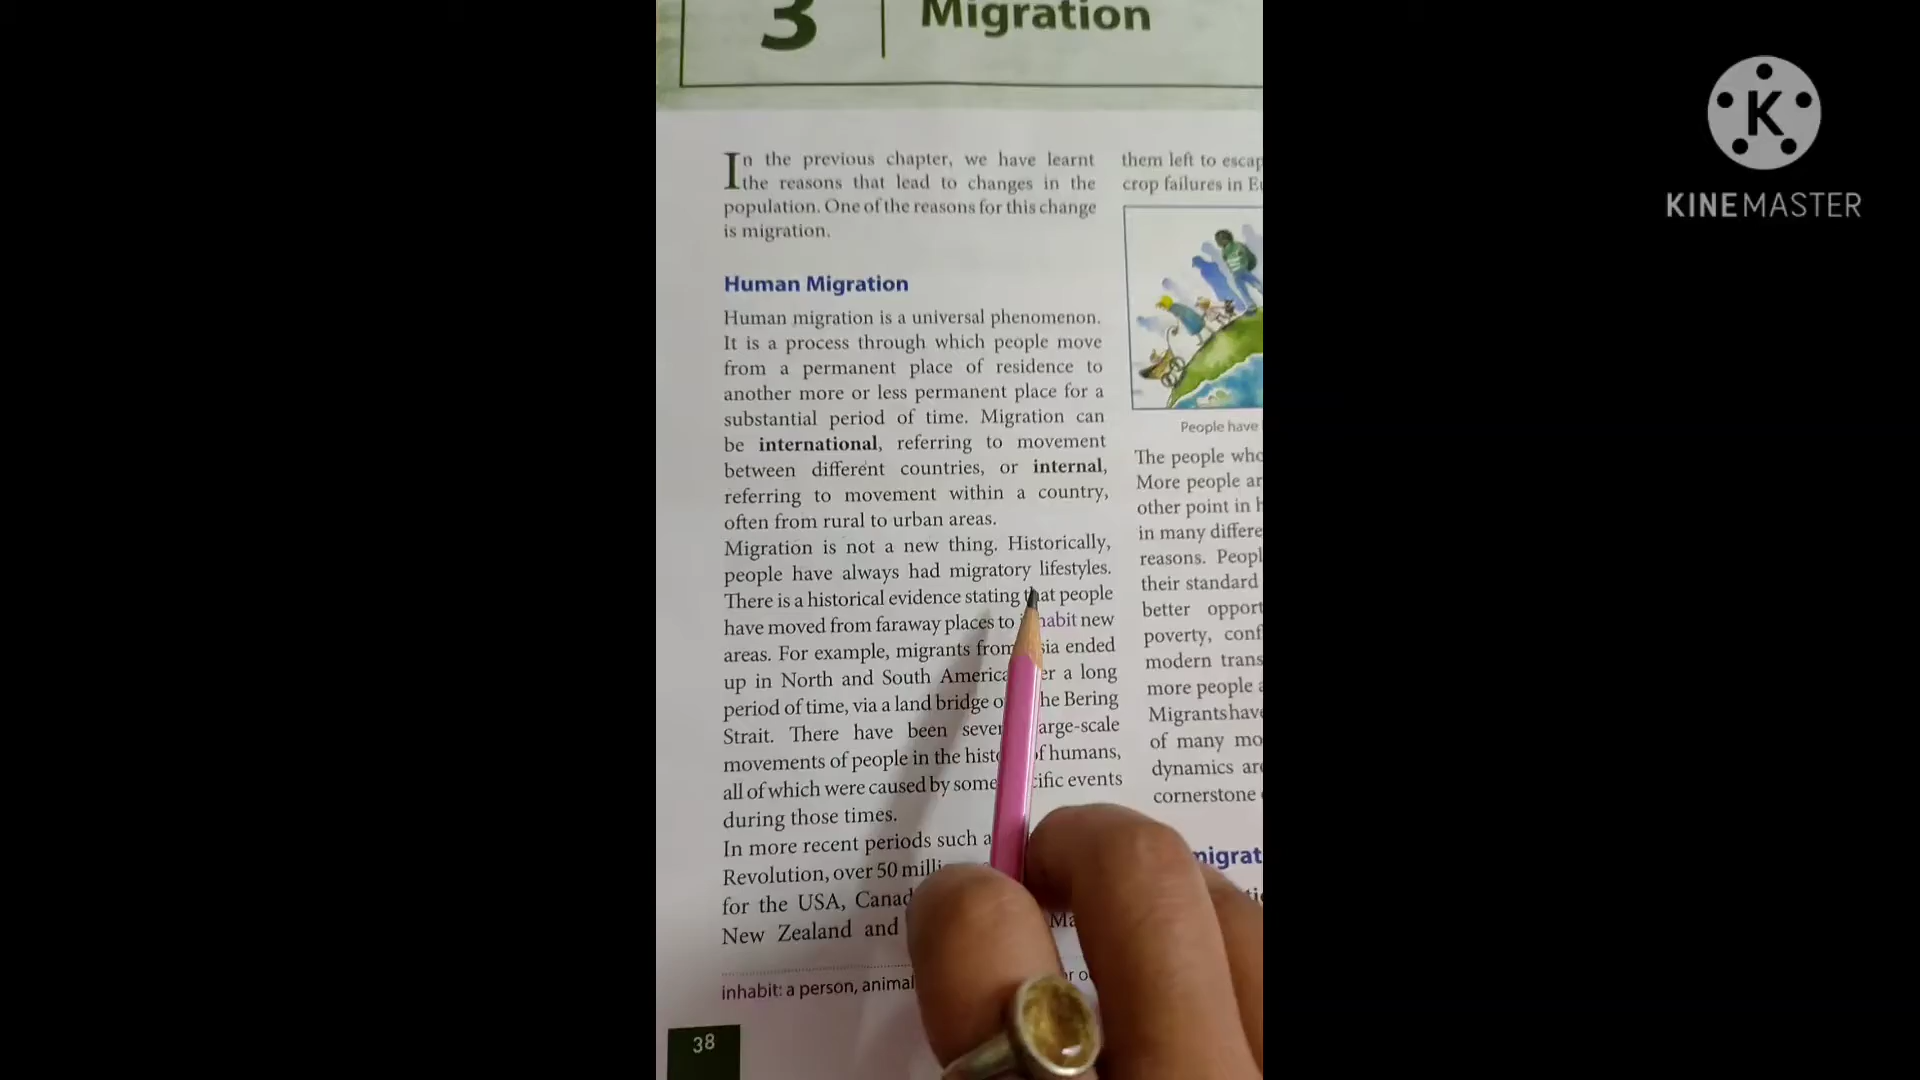 3
Migration
In the previous chapter, we have learnt
the reasons that lead to changes in the
population. One of the reasons for this change
is migration.
Human Migration
Human migration is a universal phenomenon.
It is a process through which people move
from a permanent place of residence to
another more or less permanent place for a
substantial period of time. Migration can
be international, referring to movement
between different countries, or internal,
referring to movement within a country,
often from rural to urban areas.
Migration is not a new thing. Historically,
people have always had migratory lifestyles.
There is a historical evidence stating that people
have moved from faraway places to inhabit new
areas. For example, migrants from Asia ended
up in North and South America over a long
period of time, via a land bridge on the Bering
Strait. There have been several large-scale
movements of people in the history of humans,
all of which were caused by some specific events
during those times.
In more recent periods such a
Revolution, over 50 milli
for the USA, Canad
New Zealand and
inhabit: a person, animal
38
them left to escap
crop failures in
People have
The people who
More people ar
other point in
in many differe
reasons. Peopl
their standard
better opport
poverty, conf
modern trans
more people
Migrants have
of many mo
dynamics are
cornerstone
migrat
KINEMASTER